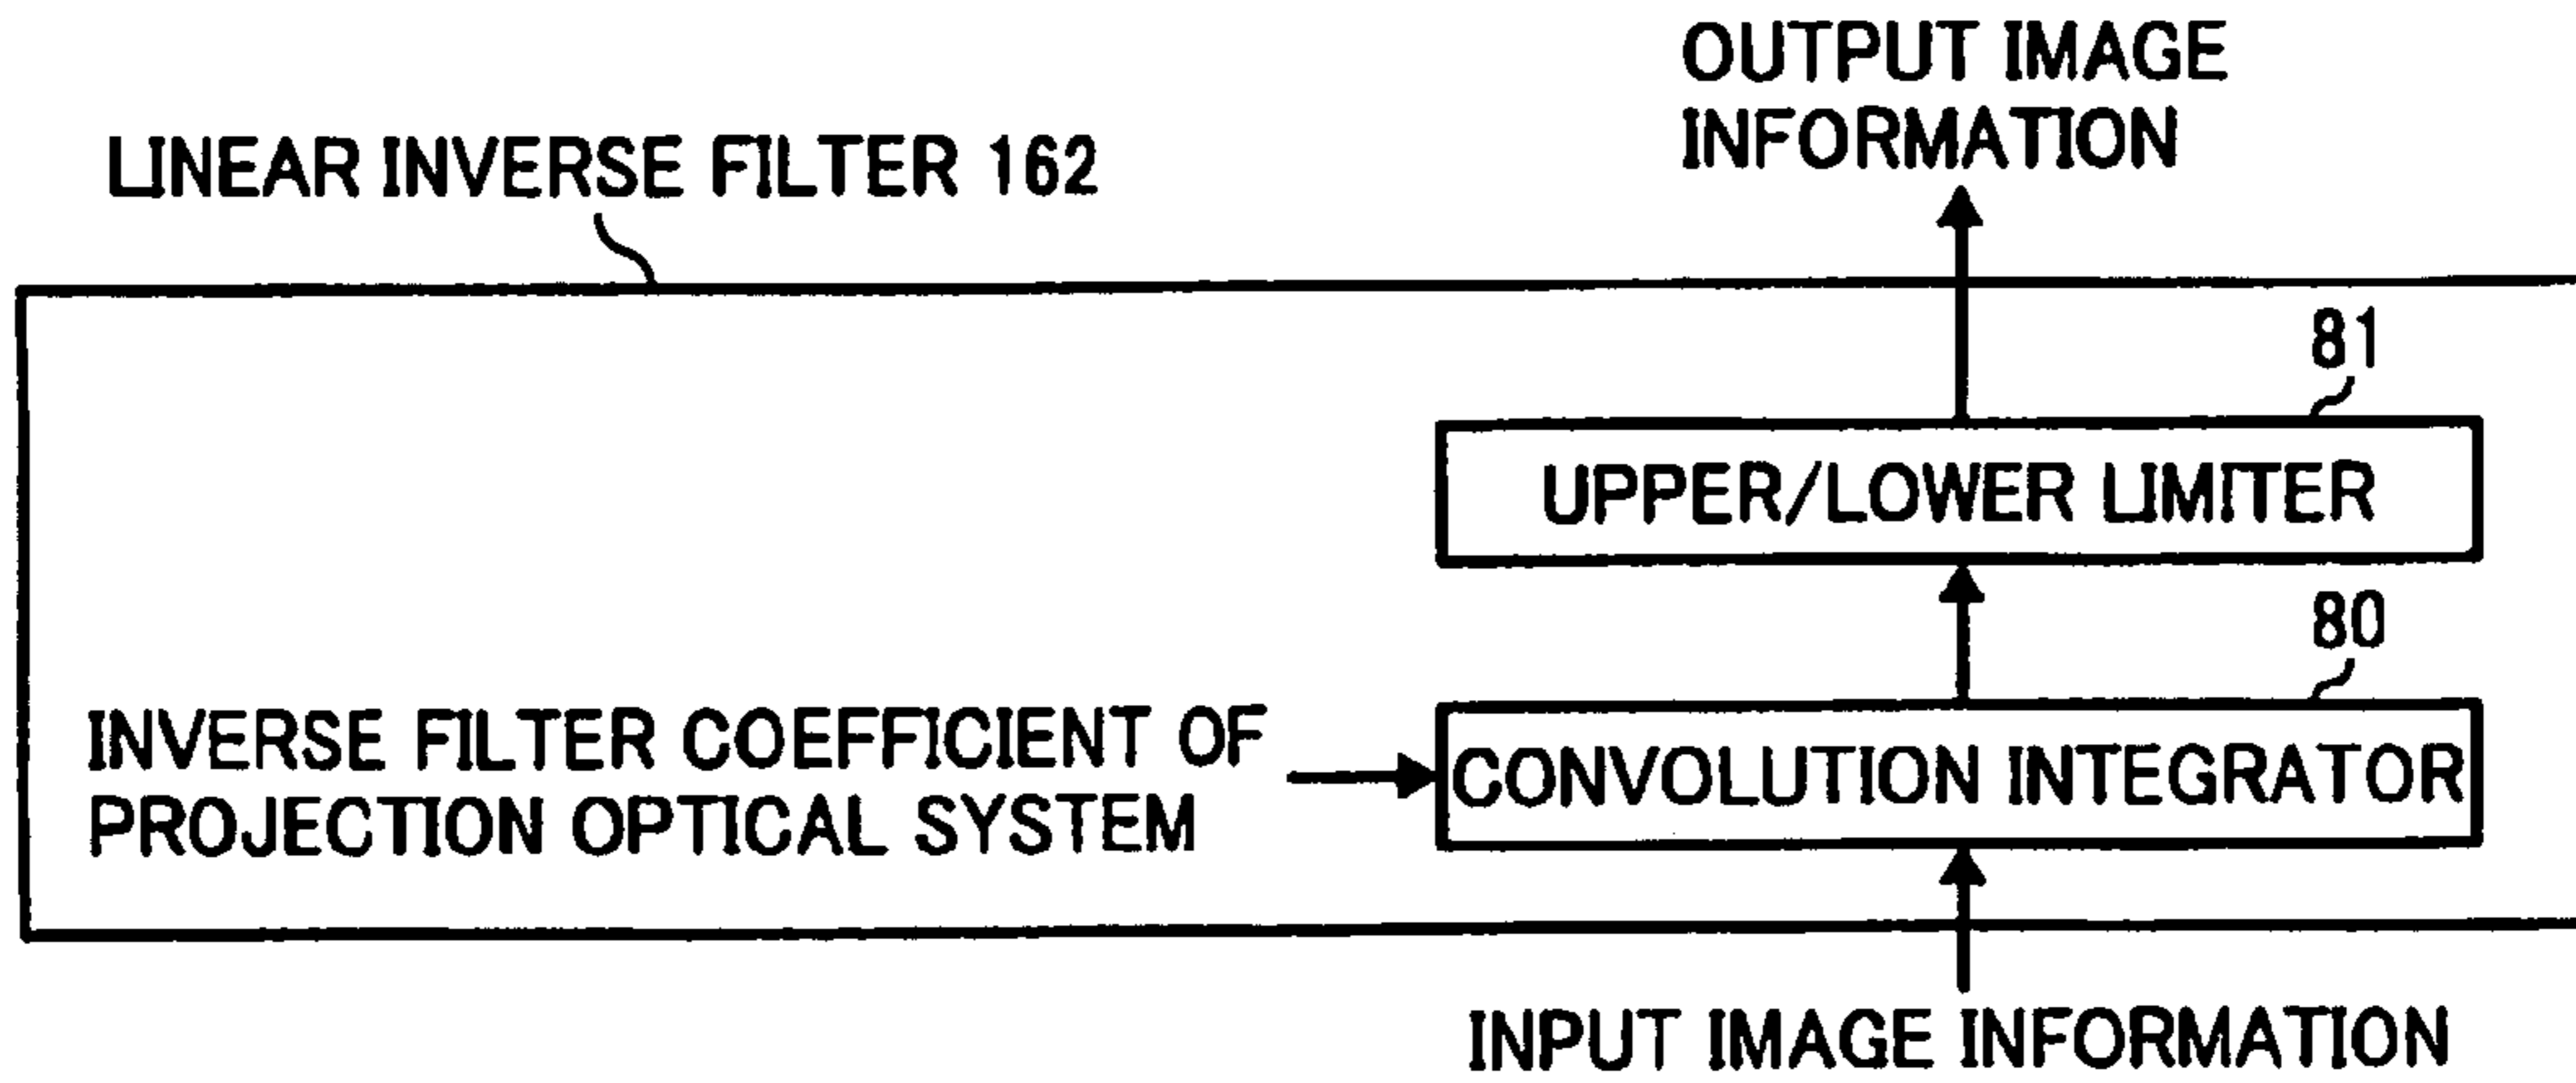 OUTPUT IMAGE
INFORMATION
LINEAR INVERSE FILTER 162
81
UPPER/LOWER LIMITER
80
INVERSE FILTER COEFFICIENT OF
PROJECTION OPTICAL SYSTEM
CONVOLUTION INTEGRATOR
INPUT IMAGE INFORMATION